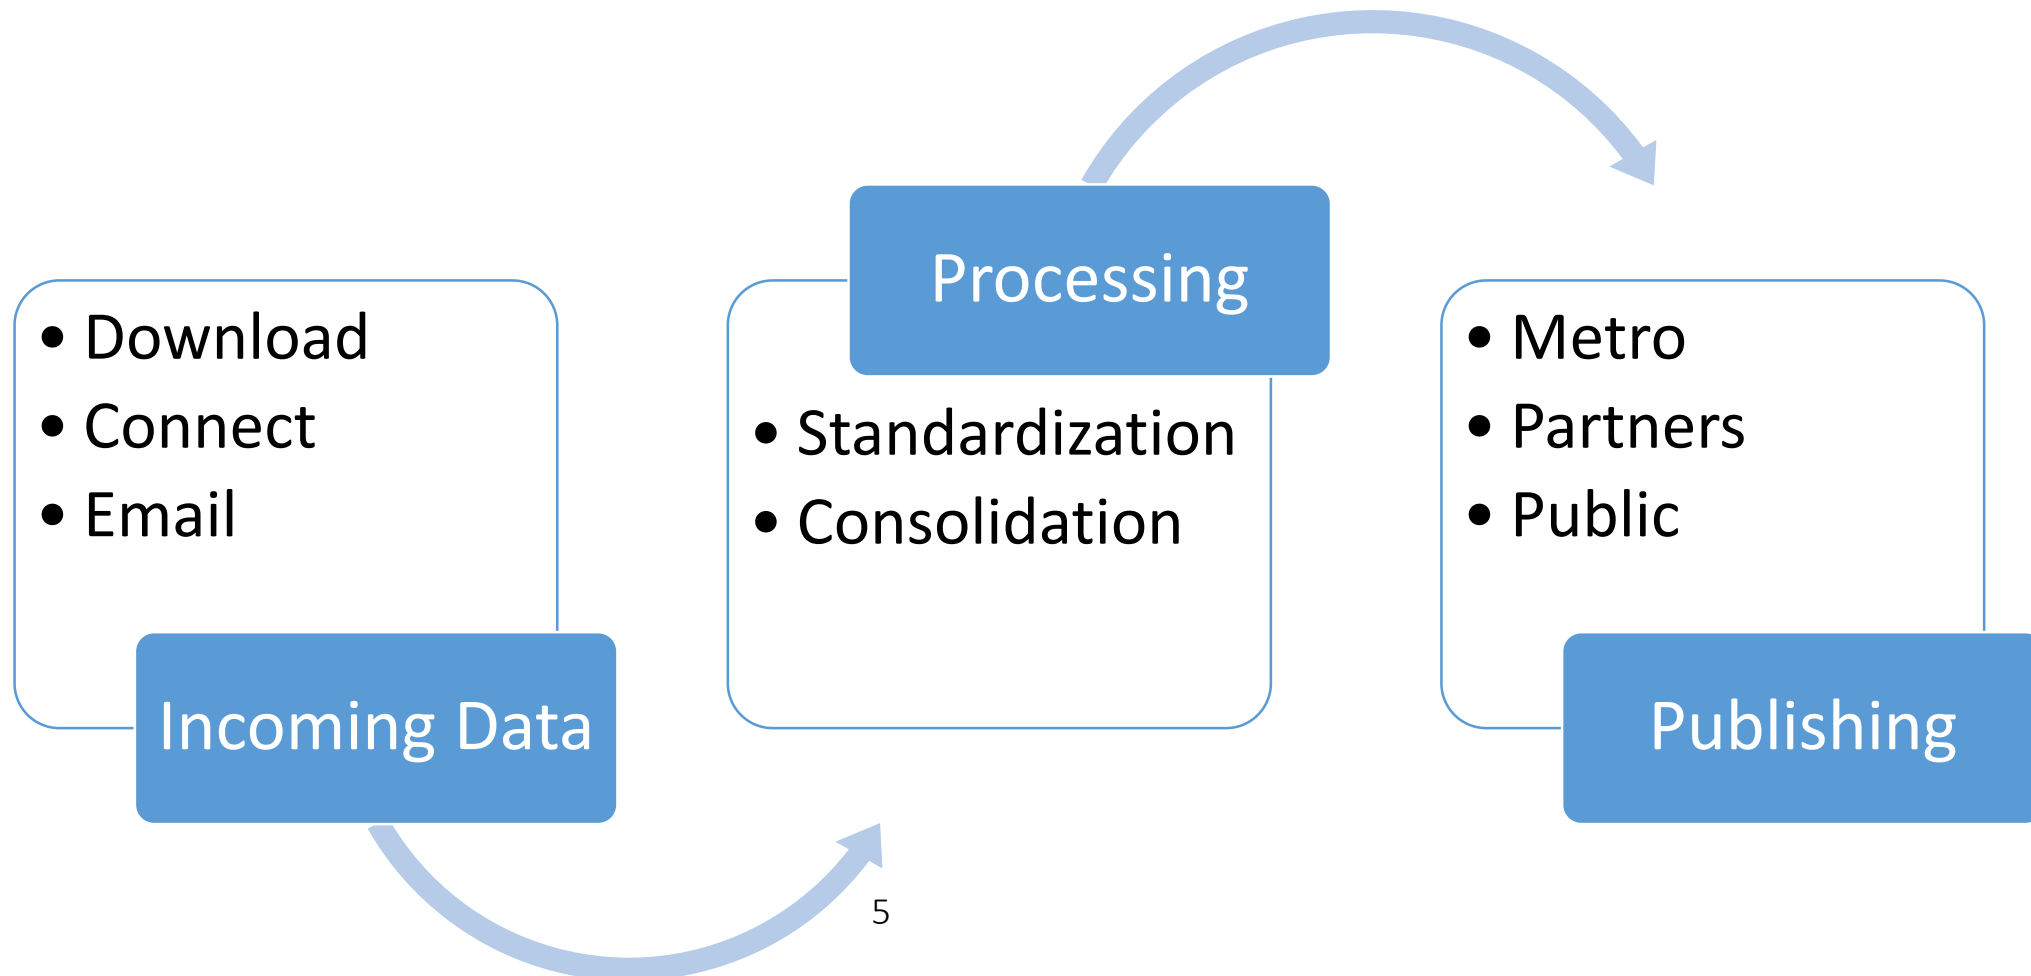 • Download
• Connect
• Email
Incoming Data
Processing
• Standardization
• Consolidation
• Metro
• Partners
• Public
Publishing
5